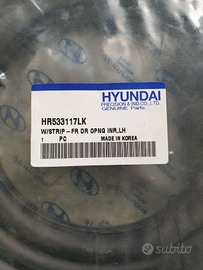 HYUNDAI
PRECISION & IND.CO.,LTD.
GENUINE Parts
HR533117LK
W/STRIP-FR DR OPNG INR,LH
1 PC MADE IN KOREA
subito